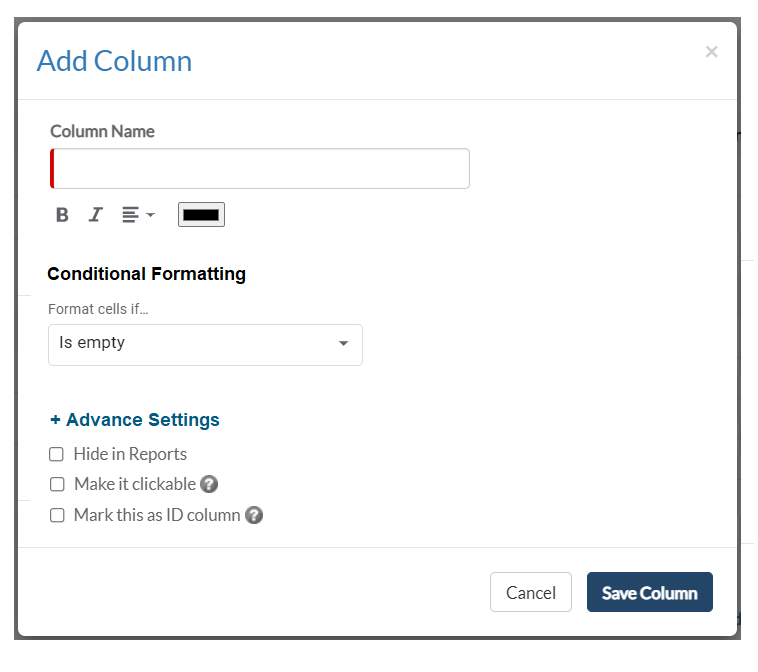 Add Column
×
Column Name
B I
Conditional Formatting
Format cells if...
Is empty
+ Advance Settings
Hide in Reports
Make it clickable ?
Mark this as ID column ?
Cancel
Save Column